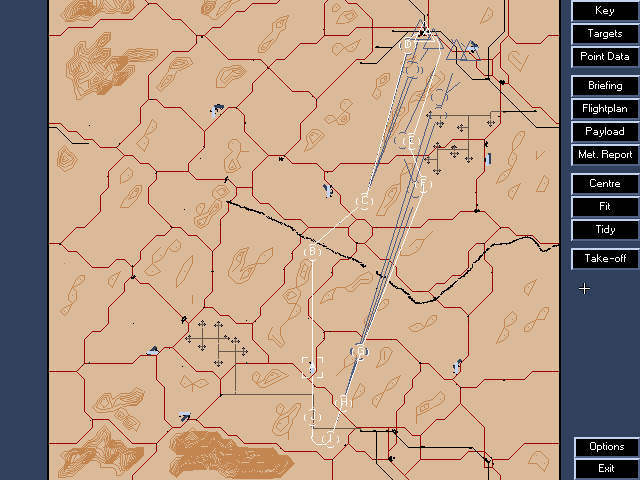 Key
Targets
Point Data
Briefing
Flightplan
Payload
Met. Report
Centre
Fit
Tidy
Take-off
Options
Exit
D
E
F
C
B
G
H
J
I